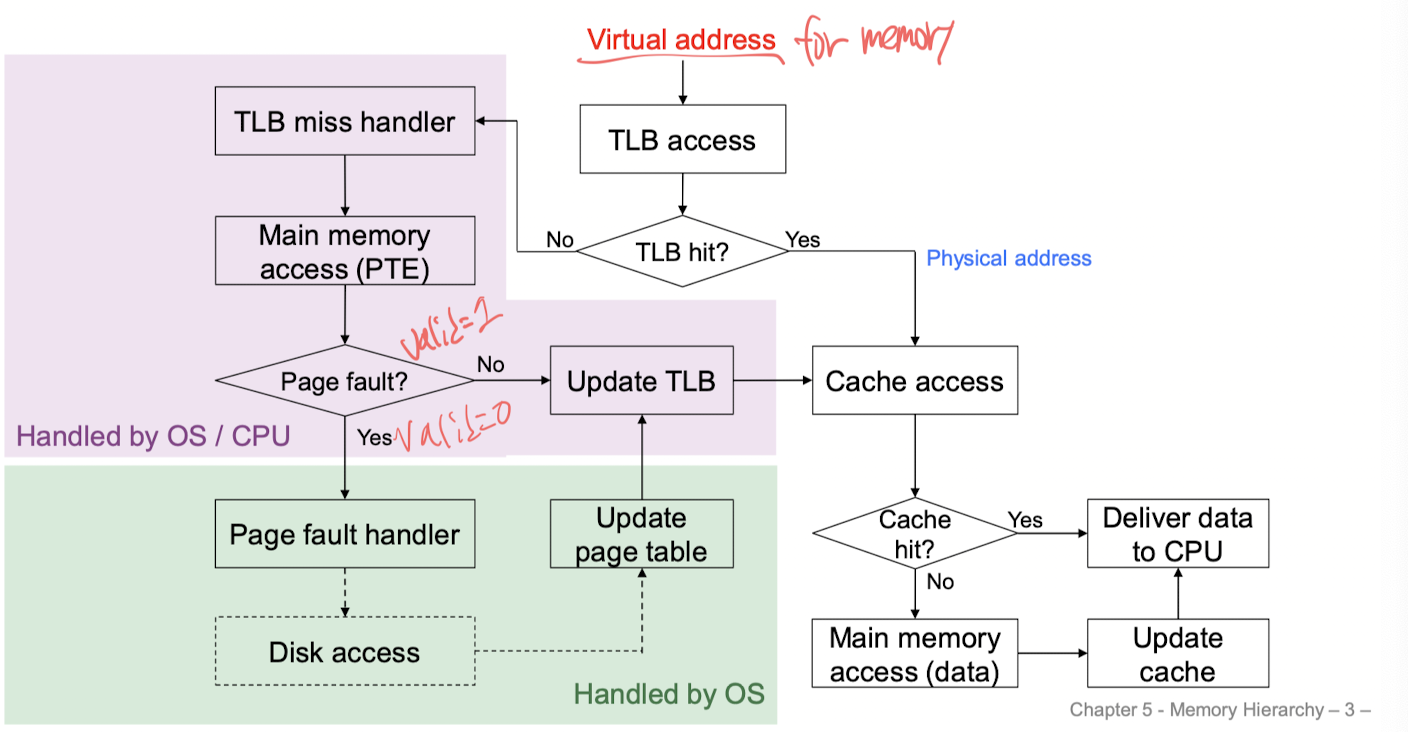 Virtual address for memory
TLB miss handler
TLB access
Main memory
access (PTE)
No
TLB hit?
Yes
Physical address
valid=1
Page fault?
No
Update TLB
Cache access
Handled by OS / CPU
Yes
valid=0
Page fault handler
Update
page table
Cache
hit?
Yes
Deliver data
to CPU
No
Disk access
Main memory
access (data)
Update
cache
Handled by OS
Chapter 5 - Memory Hierarchy – 3 –